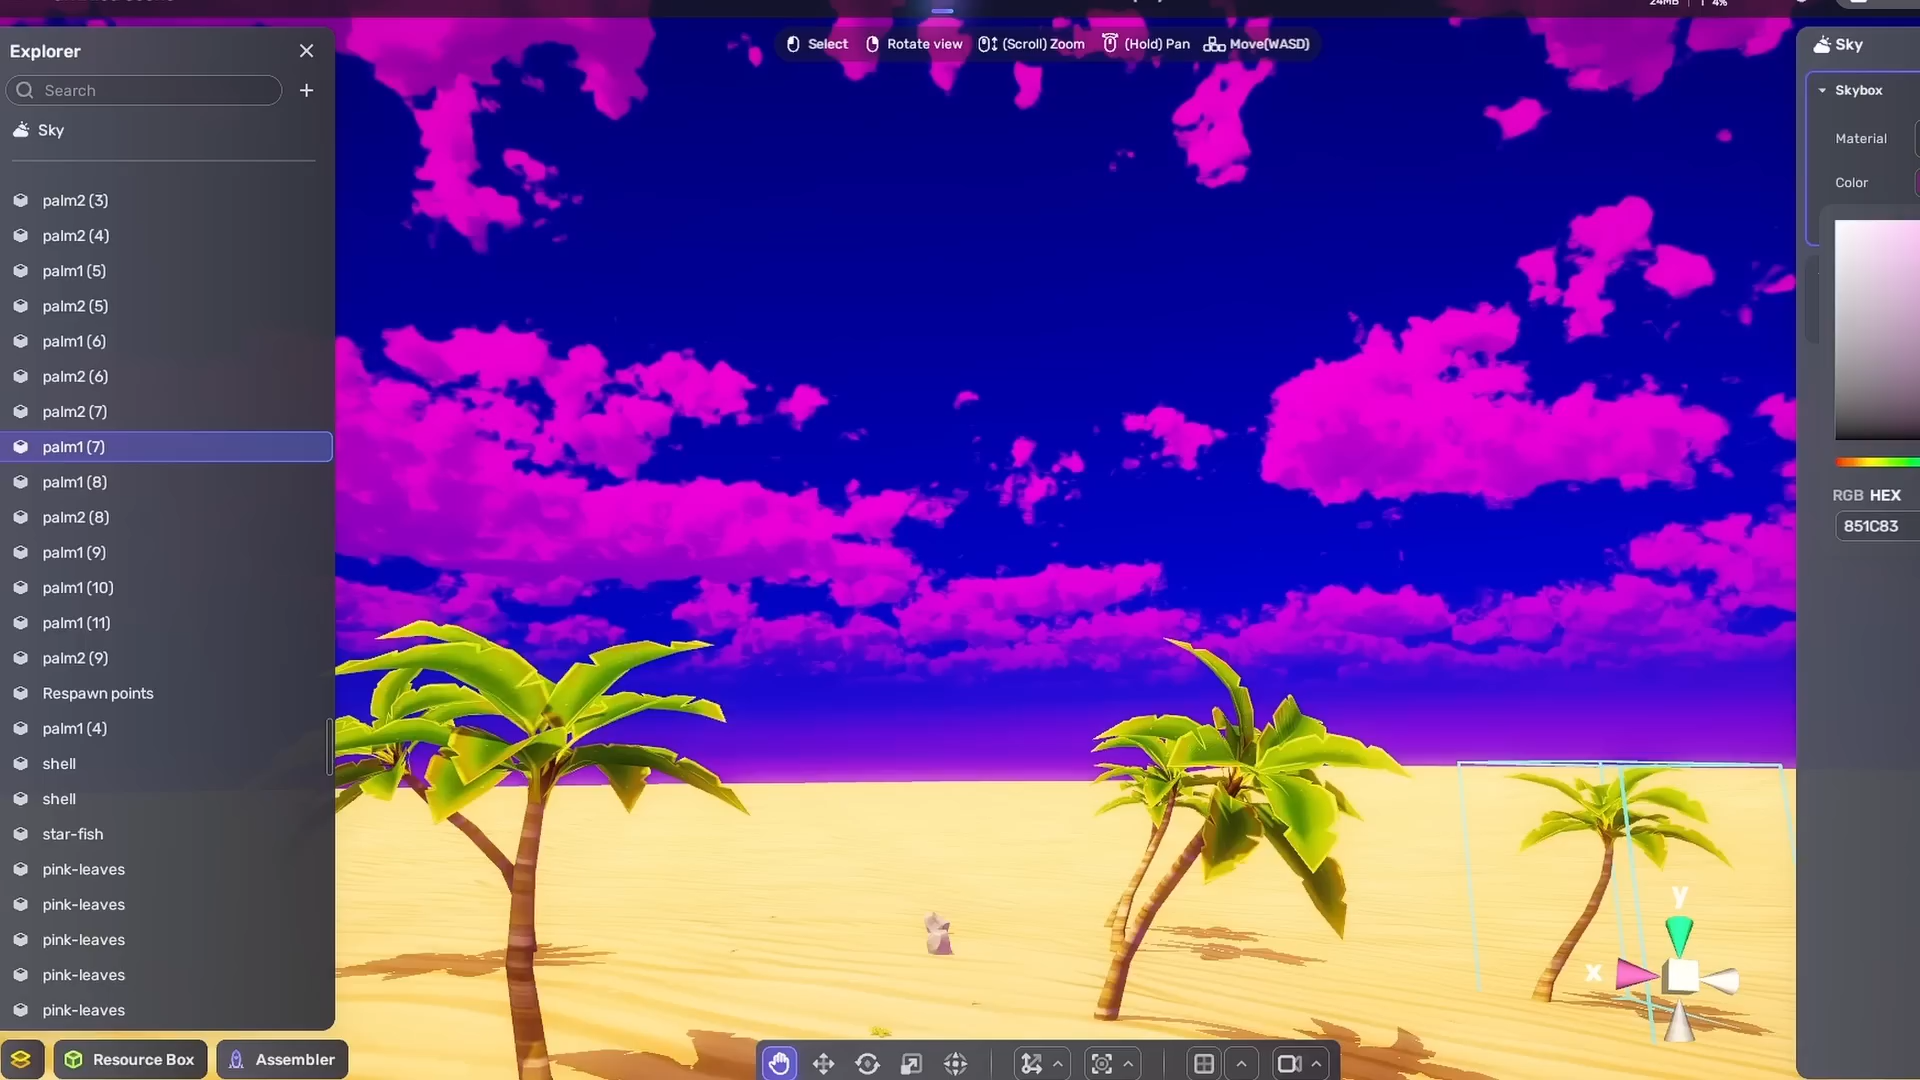 24MB
4%
Explorer
Select
Rotate view
(Scroll) Zoom
(Hold) Pan
Move(WASD)
Sky
Search
Skybox
Sky
Material
Color
palm2 (3)
palm2 (4)
palm1 (5)
palm2 (5)
palm1 (6)
palm2 (6)
palm2 (7)
palm1 (7)
palm1 (8)
palm2 (8)
palm1 (9)
palm1 (10)
palm1 (11)
palm2 (9)
Respawn points
palm1 (4)
shell
shell
star-fish
pink-leaves
pink-leaves
pink-leaves
pink-leaves
pink-leaves
RGB HEX
851C83
y
x
Resource Box
Assembler